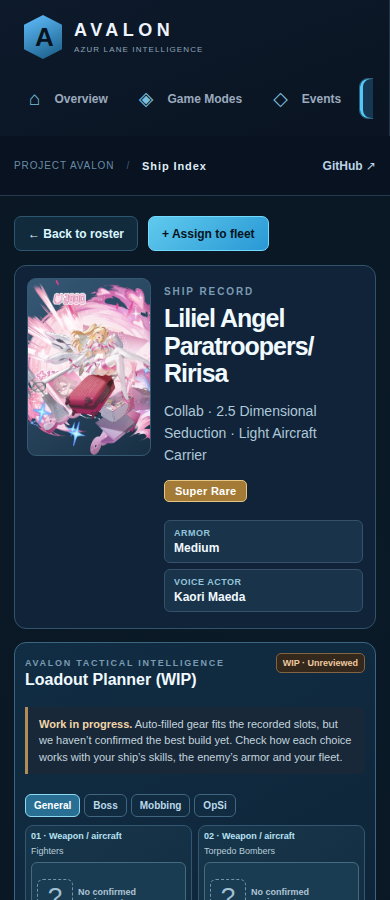 A
AVALON
AZUR LANE INTELLIGENCE
Overview
Game Modes
Events
PROJECT AVALON / Ship Index
GitHub ↗
← Back to roster
+ Assign to fleet
SHIP RECORD
Liliel Angel
Paratroopers/
Ririsa
Collab · 2.5 Dimensional
Seduction · Light Aircraft
Carrier
Super Rare
ARMOR
Medium
VOICE ACTOR
Kaori Maeda
AVALON TACTICAL INTELLIGENCE
WIP · Unreviewed
Loadout Planner (WIP)
Work in progress. Auto-filled gear fits the recorded slots, but
we haven't confirmed the best build yet. Check how each choice
works with your ship's skills, the enemy's armor and your fleet.
General
Boss
Mobbing
OpSi
01 · Weapon / aircraft
Fighters
?
No confirmed
02 · Weapon / aircraft
Torpedo Bombers
?
No confirmed